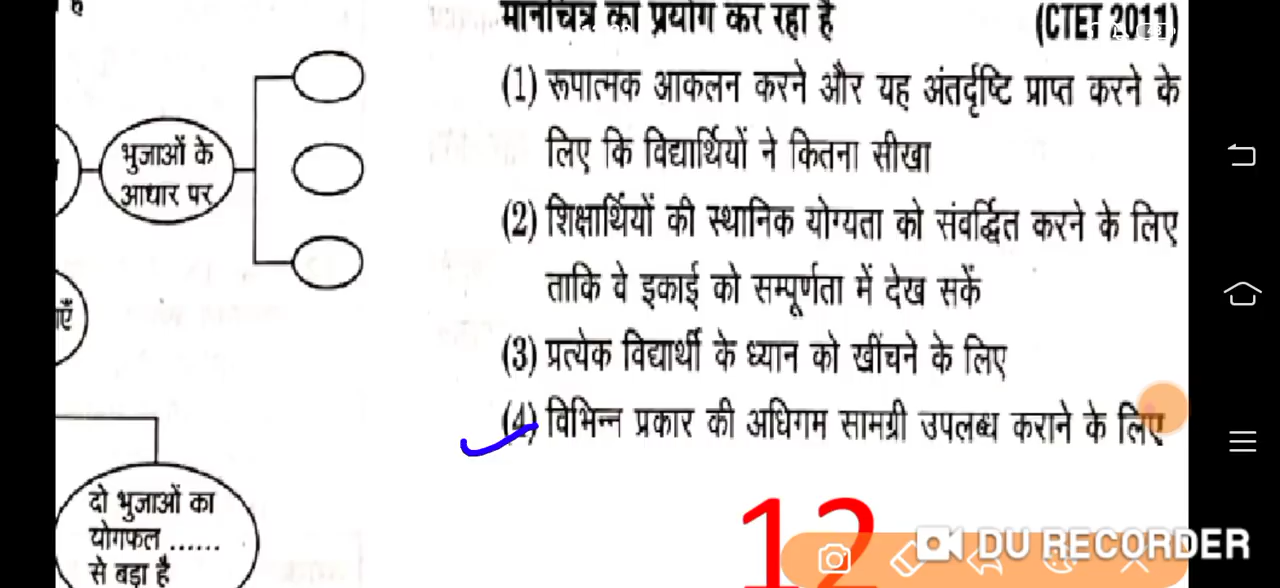 भुजाओं के
आधार पर
दो भुजाओं का
योगफल ......
से बड़ा है
मानचित्र का प्रयोग कर रहा है
(CTET 2011)
(1) रूपात्मक आकलन करने और यह अंतर्दृष्टि प्राप्त करने के
लिए कि विद्यार्थियों ने कितना सीखा
(2) शिक्षार्थियों की स्थानिक योग्यता को संवर्द्धित करने के लिए
ताकि वे इकाई को सम्पूर्णता में देख सकें
(3) प्रत्येक विद्यार्थी के ध्यान को खींचने के लिए
(4) विभिन्न प्रकार की अधिगम सामग्री उपलब्ध कराने के लिए
12
DU RECORDER